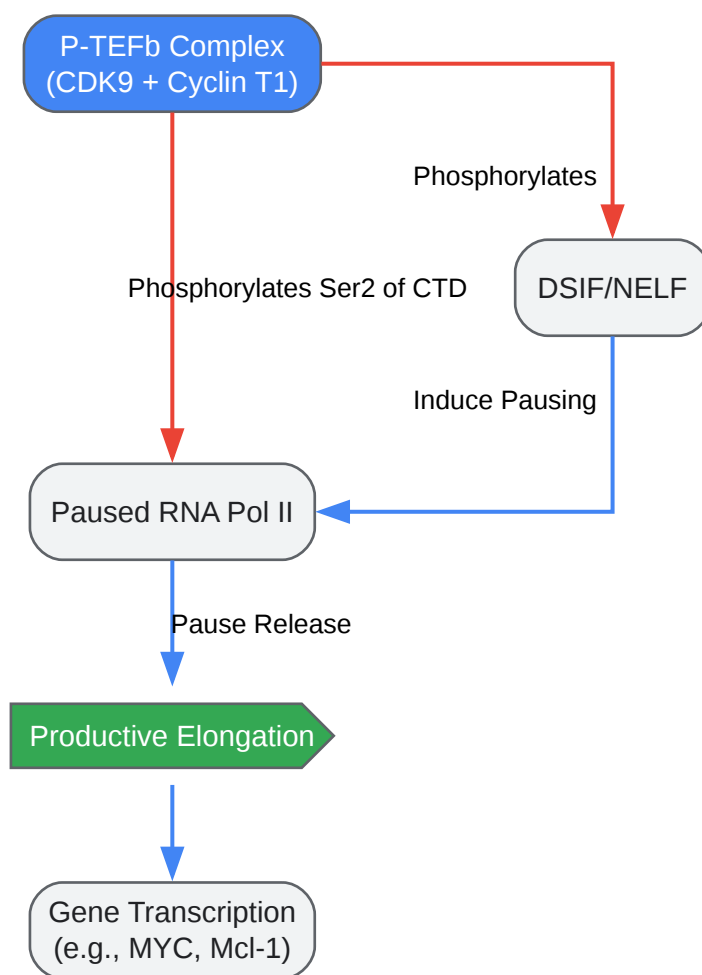 P-TEFb Complex
(CDK9 + Cyclin T1)
Phosphorylates
Phosphorylates Ser2 of CTD
DSIF/NELF
Induce Pausing
Paused RNA Pol II
Pause Release
Productive Elongation
Gene Transcription
(e.g., MYC, Mcl-1)